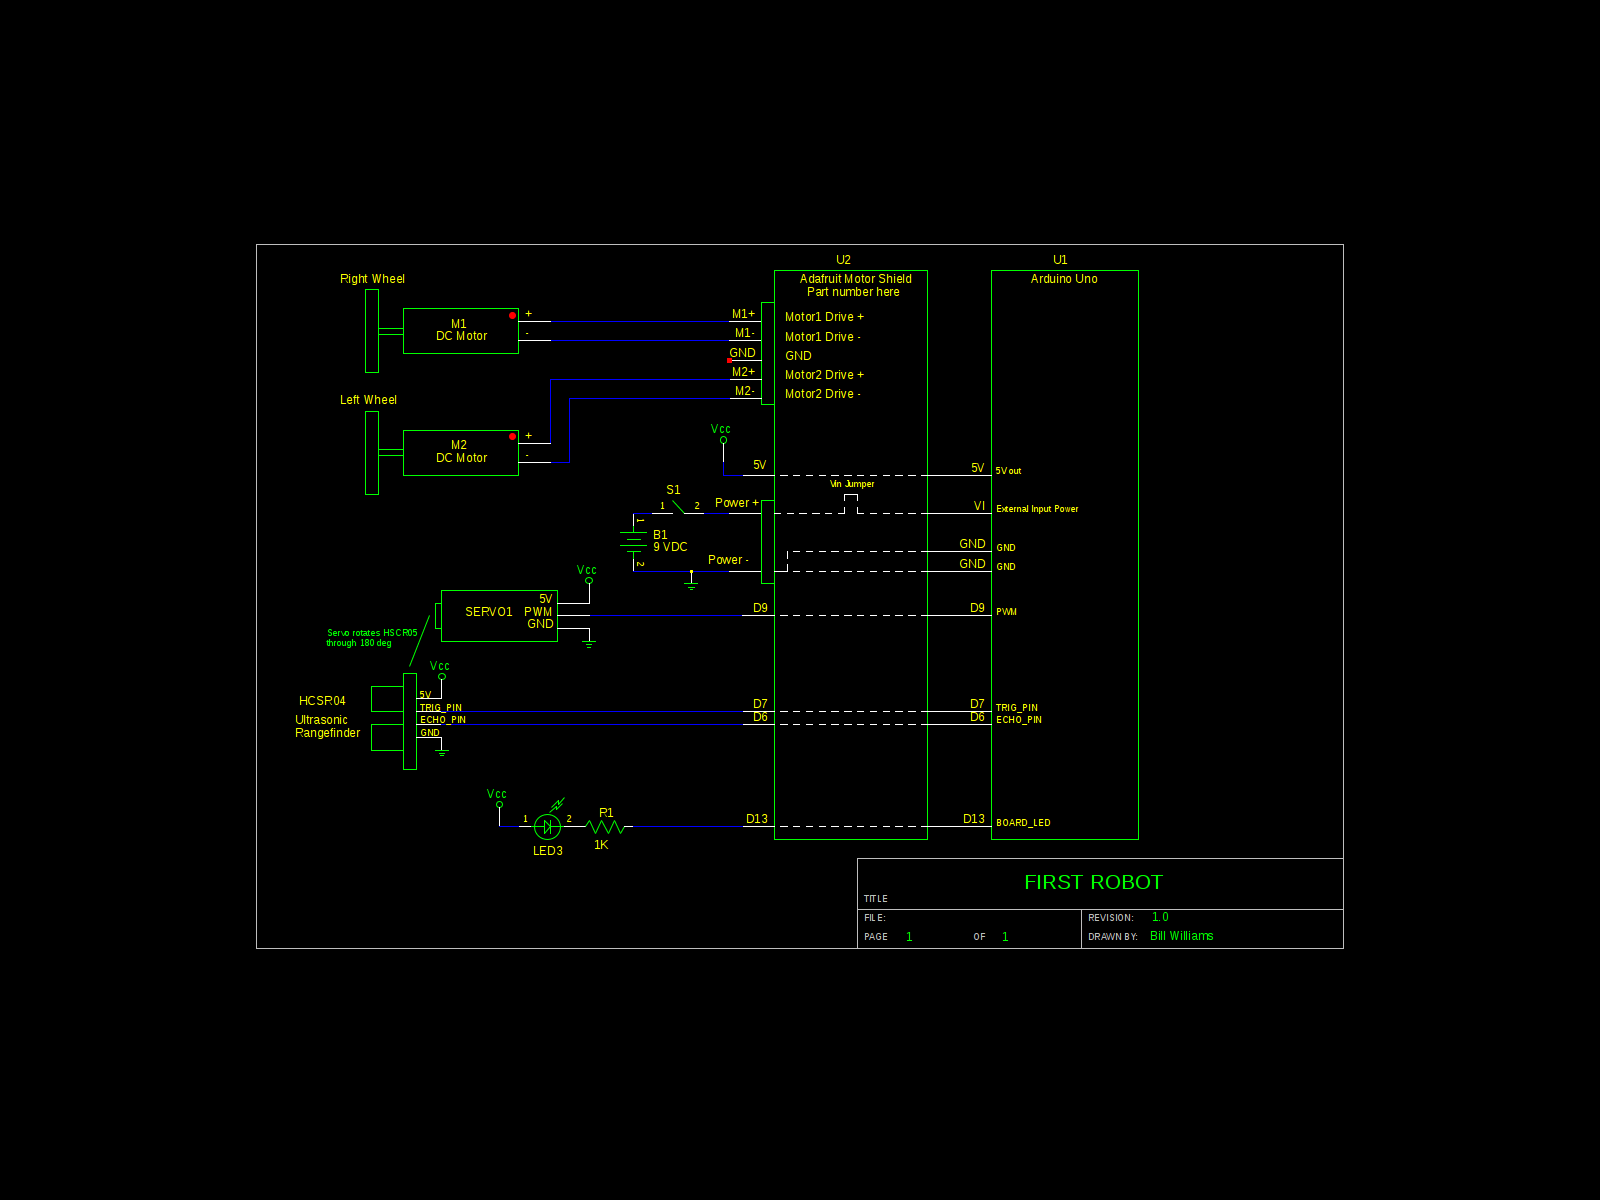 U2
U1
Right Wheel
Adafruit Motor Shield
Part number here
Arduino Uno
M1
DC Motor
+
-
M1+
M1-
GND
M2+
M2-
Motor1 Drive +
Motor1 Drive -
GND
Motor2 Drive +
Motor2 Drive -
Left Wheel
M2
DC Motor
+
-
Vcc
5V
5V
5Vout
Vin Jumper
S1
1
2
Power +
VI
External Input Power
1
B1
9 VDC
2
Power -
GND
GND
GND
GND
Vcc
SERVO1
5V
PWM
GND
D9
D9
PWM
Servo rotates HSCR05
through 180 deg
Vcc
HCSR04
Ultrasonic
Rangefinder
5V
TRIG_PIN
ECHO_PIN
GND
D7
D6
D7
D6
TRIG_PIN
ECHO_PIN
Vcc
1
2
LED3
R1
1K
D13
D13
BOARD_LED
FIRST ROBOT
TITLE
FILE:
REVISION:
1.0
PAGE
1
OF
1
DRAWN BY:
Bill Williams